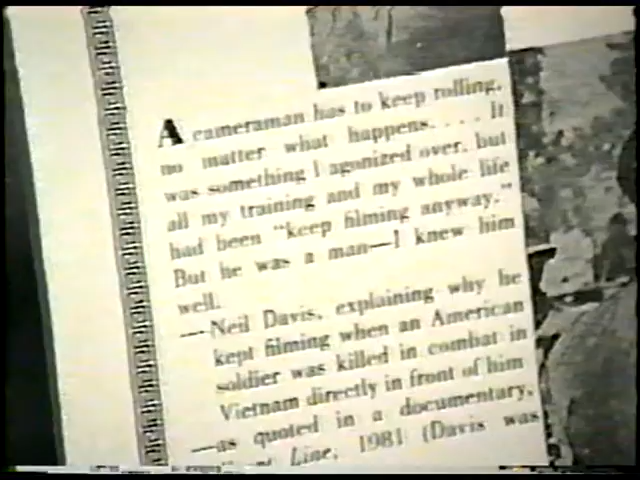 A cameraman has to keep rolling,
no matter what happens. . . . It
was something I agonized over, but
all my training and my whole life
had been "keep filming anyway."
But he was a man—I knew him
well.
—Neil Davis, explaining why he
kept filming when an American
soldier was killed in combat in
Vietnam directly in front of him
—as quoted in a documentary,
Line, 1981 (Davis was